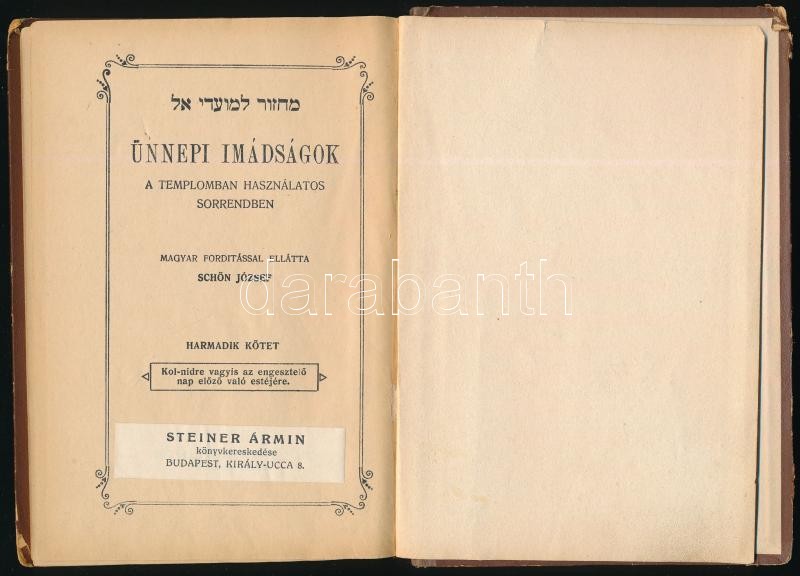 מחזור למועדי אל
ÜNNEPI IMÁDSÁGOK
A TEMPLOMBAN HASZNÁLATOS
SORRENDBEN
MAGYAR FORDITÁSSAL ELLÁTTA
SCHÖN JÓZSEF
darabanth
HARMADIK KÖTET
Kol-nidre vagyis az engesztelő
nap előző való estéjére.
STEINER ÁRMIN
könyvkereskedése
BUDAPEST, KIRÁLY-UCCA 8.